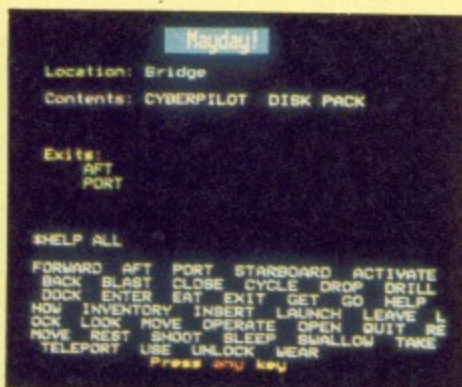 Mayday!
Location: Bridge
Contents: CYBERPILOT DISK PACK
Exits:
AFT
PORT
$HELP ALL
FORWARD AFT PORT STARBOARD ACTIVATE
BACK BLAST CLOSE CYCLE DROP DRILL
DOCK ENTER EAT EXIT GET GO HELP
HOW INVENTORY INSERT LAUNCH LEAVE L
OCK LOOK MOVE OPERATE OPEN QUIT RE
MOVE REST SHOOT SLEEP SWALLOW TAKE
TELEPORT USE UNLOCK WEAR
Press any key